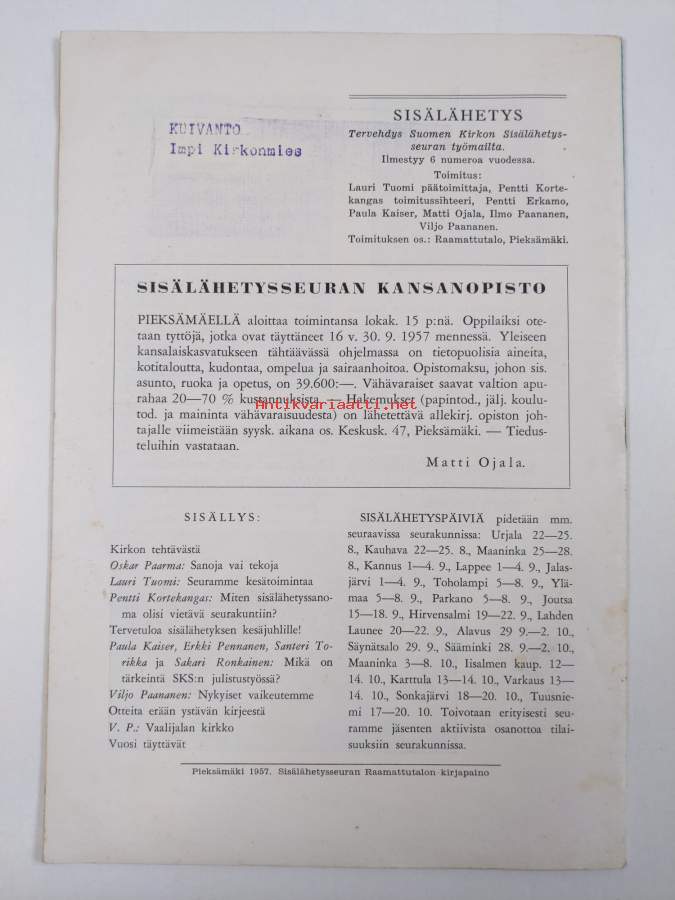 KUIVANTO
Impi Kirkonmies
SISÄLÄHETYS
Tervehdys Suomen Kirkon Sisälähetys-
seuran työmailta.
Ilmestyy 6 numeroa vuodessa.
Toimitus:
Lauri Tuomi päätoimittaja, Pentti Korte-
kangas toimitussihteeri, Pentti Erkamo,
Paula Kaiser, Matti Ojala, Ilmo Paananen,
Viljo Paananen.
Toimituksen os.: Raamattutalo, Pieksämäki.
SISÄLÄHETYSSEURAN KANSANOPISTO
PIEKSÄMÄELLÄ aloittaa toimintansa lokak. 15 p:nä. Oppilaiksi ote-
taan tyttöjä, jotka ovat täyttäneet 16 v. 30. 9. 1957 mennessä. Yleiseen
kansalaiskasvatukseen tähtäävässä ohjelmassa on tietopuolisia aineita,
kotitaloutta, kudontaa, ompelua ja sairaanhoitoa. Opistomaksu, johon sis.
asunto, ruoka ja opetus, on 39.600:—. Vähävaraiset saavat valtion apu-
rahaa 20—70 % kustannuksista. — Hakemukset (papintod., jälj. koulu-
tod. ja maininta vähävaraisuudesta) on lähetettävä allekirj. opiston joh-
tajalle viimeistään syysk. aikana os. Keskusk. 47, Pieksämäki. — Tiedus-
teluihin vastataan.
Matti Ojala.
Antikvariaatti.net
SISÄLLYS:
Kirkon tehtävästä
Oskar Paarma: Sanoja vai tekoja
Lauri Tuomi: Seuramme kesätoimintaa
Pentti Kortekangas: Miten sisälähetyssano-
ma olisi vietävä seurakuntiin?
Tervetuloa sisälähetyksen kesäjuhlille!
Paula Kaiser, Erkki Pennanen, Santeri To-
rikka ja Sakari Ronkainen: Mikä on
tärkeintä SKS:n julistustyössä?
Viljo Paananen: Nykyiset vaikeutemme
Otteita erään ystävän kirjeestä
V. P.: Vaalijalan kirkko
Vuosi täyttävät
SISÄLÄHETYSPÄIVIÄ pidetään mm.
seuraavissa seurakunnissa: Urjala 22—25.
8., Kauhava 22—25. 8., Maaninka 25—28.
8., Kannus 1—4. 9., Lappee 1—4. 9., Jalas-
järvi 1—4. 9., Toholampi 5—8. 9., Ylä-
maa 5—8. 9., Parkano 5—8. 9., Joutsa
15—18. 9., Hirvensalmi 19—22. 9., Lahden
Launee 20—22. 9., Alavus 29 9.—2. 10.,
Säynätsalo 29. 9., Sääminki 28. 9.—2. 10.,
Maaninka 3—8. 10., Iisalmen kaup. 12—
14. 10., Karttula 13—14. 10., Varkaus 13—
14. 10., Sonkajärvi 18—20. 10., Tuusnie-
mi 17—20. 10. Toivotaan erityisesti seu-
ramme jäsenten aktiivista osanottoa tilai-
suuksiin seurakunnissa.
Pieksämäki 1957. Sisälähetysseuran Raamattutalon kirjapaino